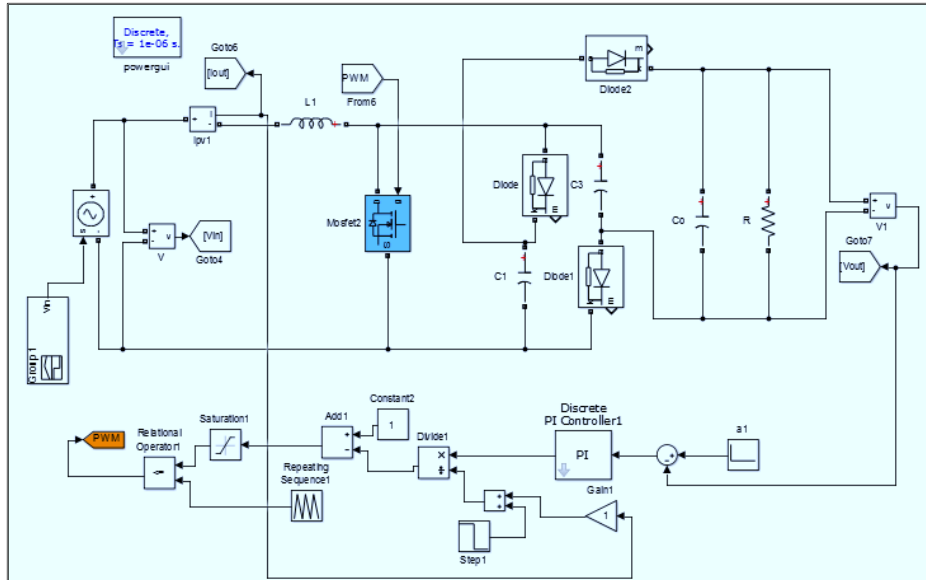 Discrete,
Ts = 1e-06 s.
powergui
Goto6
[Iout]
PWM
From6
L1
m
Diode2
+
-
i
Ipv1
Diode
m
C3
Mosfet2
S
+
-
s
+
-
v
V
[Vin]
Goto4
C1
Diode1
m
Co
R
+
-
v
V1
Goto7
[Vout]
Vin
Group 1
Constant2
1
Discrete
PI Controller1
PI
a1
Add1
+
-
Divide1
×
÷
Saturation1
PWM
Relational
Operator1
<=
Repeating
Sequence1
Gain1
1
+
+
Step1
-
+